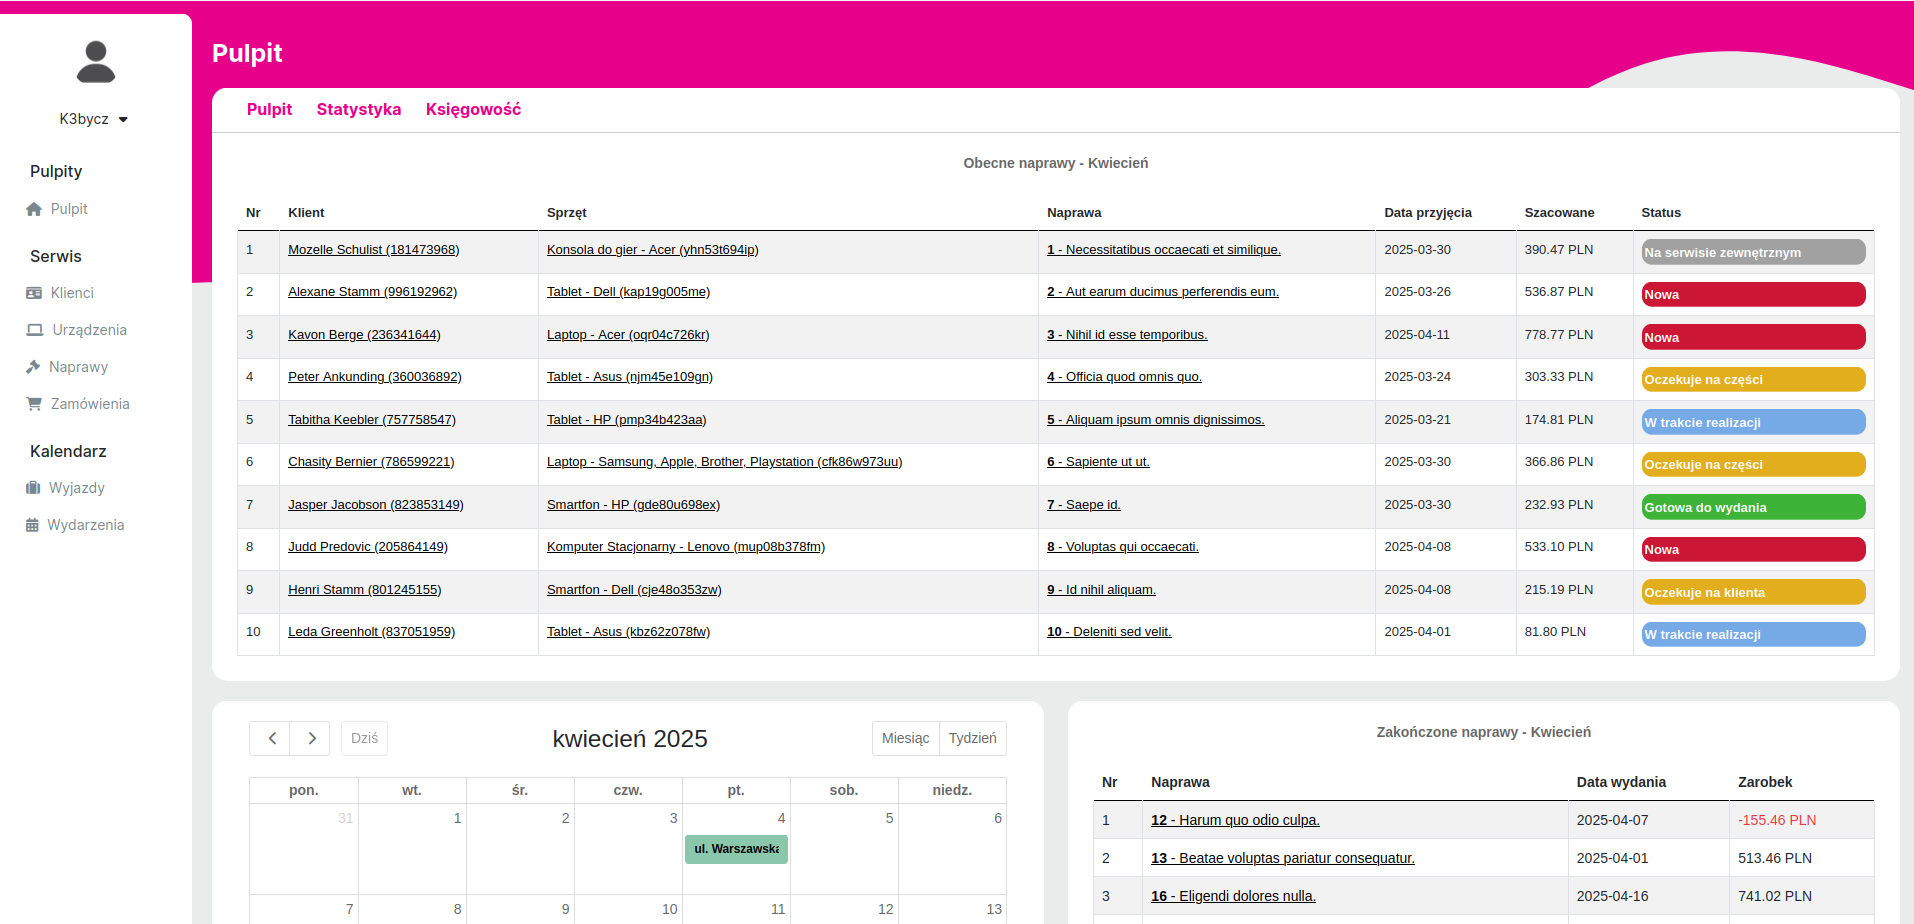 Pulpit
K3bycz
Pulpity
Pulpit
Serwis
Klienci
Urządzenia
Naprawy
Zamówienia
Kalendarz
Wyjazdy
Wydarzenia
Pulpit Statystyka Księgowość
Obecne naprawy - Kwiecień
Nr Klient Sprzęt Naprawa Data przyjęcia Szacowane Status
1 Mozelle Schulist (181473968) Konsola do gier - Acer (yhn53t694ip) 1 - Necessitatibus occaecati et similique. 2025-03-30 390.47 PLN Na serwisie zewnętrznym
2 Alexane Stamm (996192962) Tablet - Dell (kap19g005me) 2 - Aut earum ducimus perferendis eum. 2025-03-26 536.87 PLN Nowa
3 Kavon Berge (236341644) Laptop - Acer (oqr04c726kr) 3 - Nihil id esse temporibus. 2025-04-11 778.77 PLN Nowa
4 Peter Ankunding (360036892) Tablet - Asus (njm45e109gn) 4 - Officia quod omnis quo. 2025-03-24 303.33 PLN Oczekuje na części
5 Tabitha Keebler (757758547) Tablet - HP (pmp34b423aa) 5 - Aliquam ipsum omnis dignissimos. 2025-03-21 174.81 PLN W trakcie realizacji
6 Chasity Bernier (786599221) Laptop - Samsung, Apple, Brother, Playstation (cfk86w973uu) 6 - Sapiente ut ut. 2025-03-30 366.86 PLN Oczekuje na części
7 Jasper Jacobson (823853149) Smartfon - HP (gde80u698ex) 7 - Saepe id. 2025-03-30 232.93 PLN Gotowa do wydania
8 Judd Predovic (205864149) Komputer Stacjonarny - Lenovo (mup08b378fm) 8 - Voluptas qui occaecati. 2025-04-08 533.10 PLN Nowa
9 Henri Stamm (801245155) Smartfon - Dell (cje48o353zw) 9 - Id nihil aliquam. 2025-04-08 215.19 PLN Oczekuje na klienta
10 Leda Greenholt (837051959) Tablet - Asus (kbz62z078fw) 10 - Deleniti sed velit. 2025-04-01 81.80 PLN W trakcie realizacji
Dziś kwiecień 2025 Miesiąc Tydzień
pon. wt. śr. czw. pt. sob. niedz.
31 1 2 3 4 5 6
ul. Warszawska
7 8 9 10 11 12 13
Zakończone naprawy - Kwiecień
Nr Naprawa Data wydania Zarobek
1 12 - Harum quo odio culpa. 2025-04-07 -155.46 PLN
2 13 - Beatae voluptas pariatur consequatur. 2025-04-01 513.46 PLN
3 16 - Eligendi dolores nulla. 2025-04-16 741.02 PLN